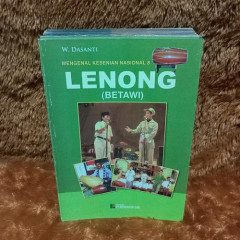 W. DASANTI
MENGENAL KESENIAN NASIONAL 8
LENONG
(BETAWI)